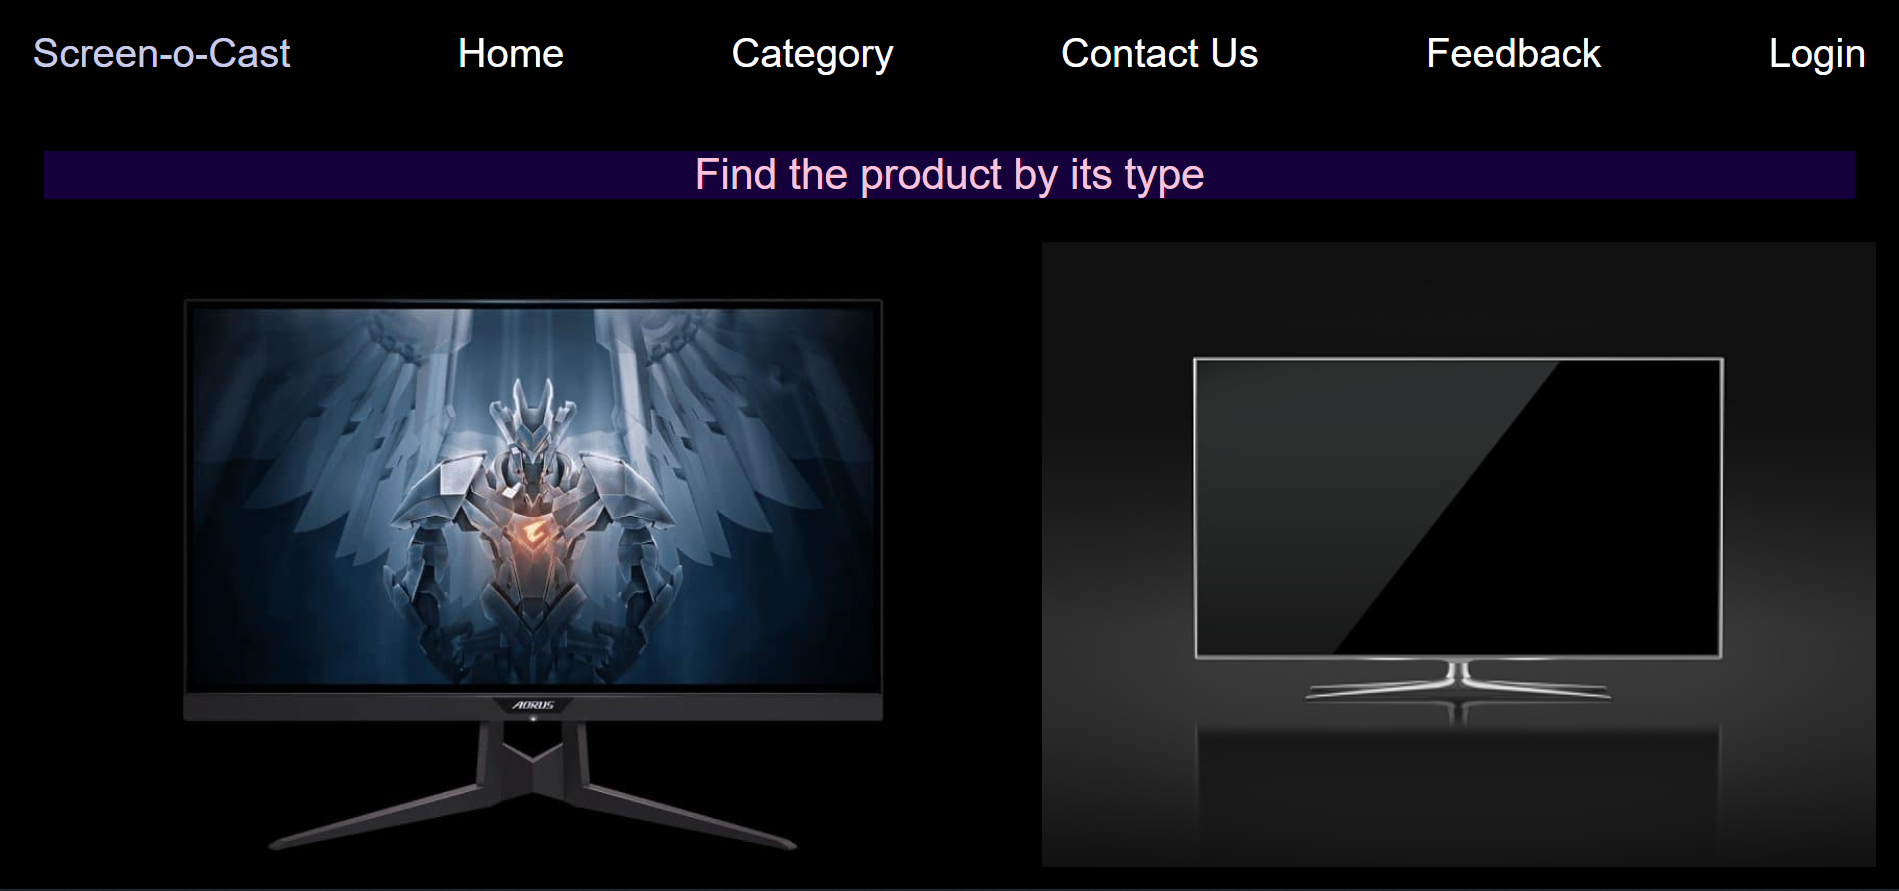 Screen-o-Cast Home Category Contact Us Feedback Login
Find the product by its type
AORUS